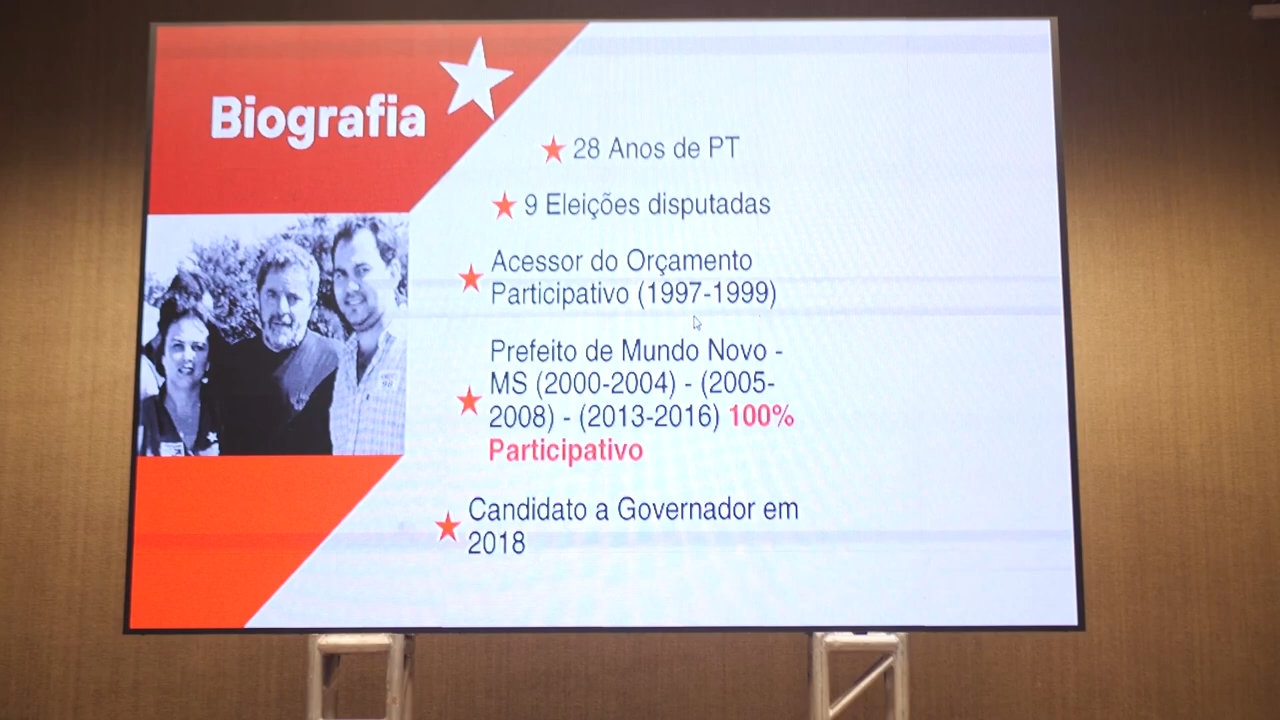 Biografia
28 Anos de PT
9 Eleições disputadas
Acessor do Orçamento
Participativo (1997-1999)
Prefeito de Mundo Novo -
MS (2000-2004) - (2005-
2008) - (2013-2016) 100%
Participativo
Candidato a Governador em
2018